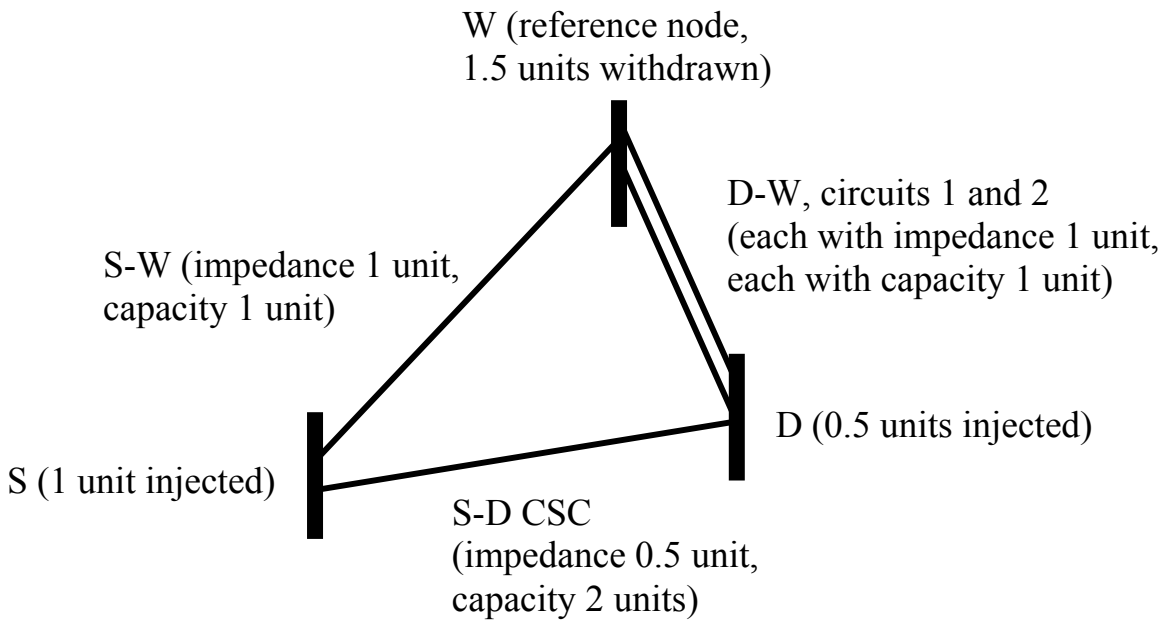 W (reference node,
1.5 units withdrawn)
D-W, circuits 1 and 2
(each with impedance 1 unit,
each with capacity 1 unit)
S-W (impedance 1 unit,
capacity 1 unit)
D (0.5 units injected)
S (1 unit injected)
S-D CSC
(impedance 0.5 unit,
capacity 2 units)